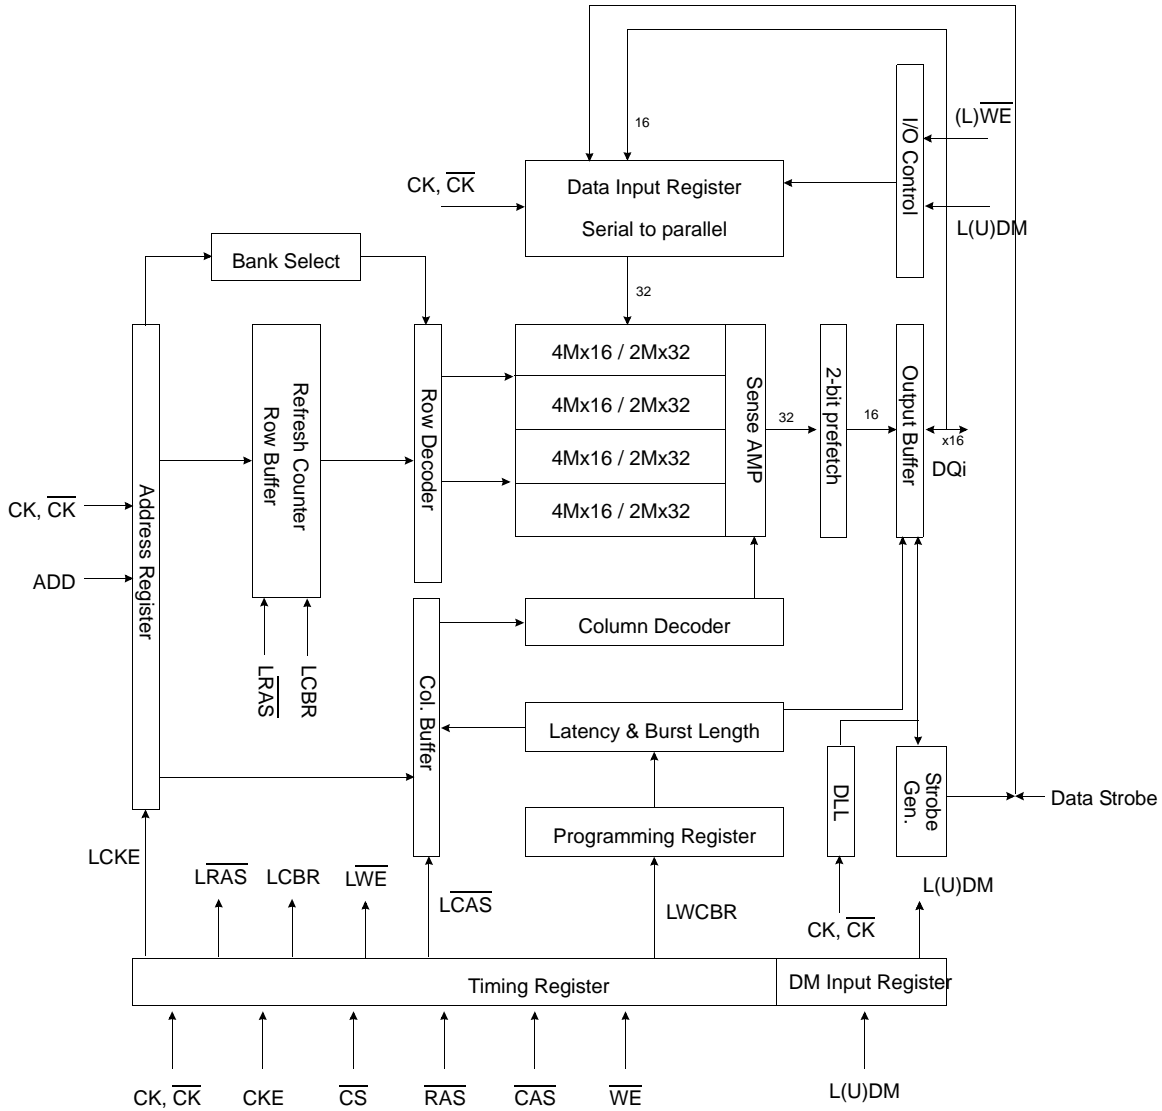 16
(L)WE
I/O Control
CK, CK
Data Input Register
Serial to parallel
L(U)DM
Bank Select
32
4Mx16 / 2Mx32
4Mx16 / 2Mx32
4Mx16 / 2Mx32
4Mx16 / 2Mx32
Sense AMP
32
2-bit prefetch
16
Output Buffer
x16
DQi
Refresh Counter
Row Buffer
Row Decoder
Address Register
CK, CK
ADD
LRAS
LCBR
Col. Buffer
Column Decoder
Latency & Burst Length
DLL
Strobe
Gen.
Data Strobe
Programming Register
LCKE
LRAS
LCBR
LWE
LCAS
LWCBR
CK, CK
L(U)DM
Timing Register
DM Input Register
CK, CK
CKE
CS
RAS
CAS
WE
L(U)DM